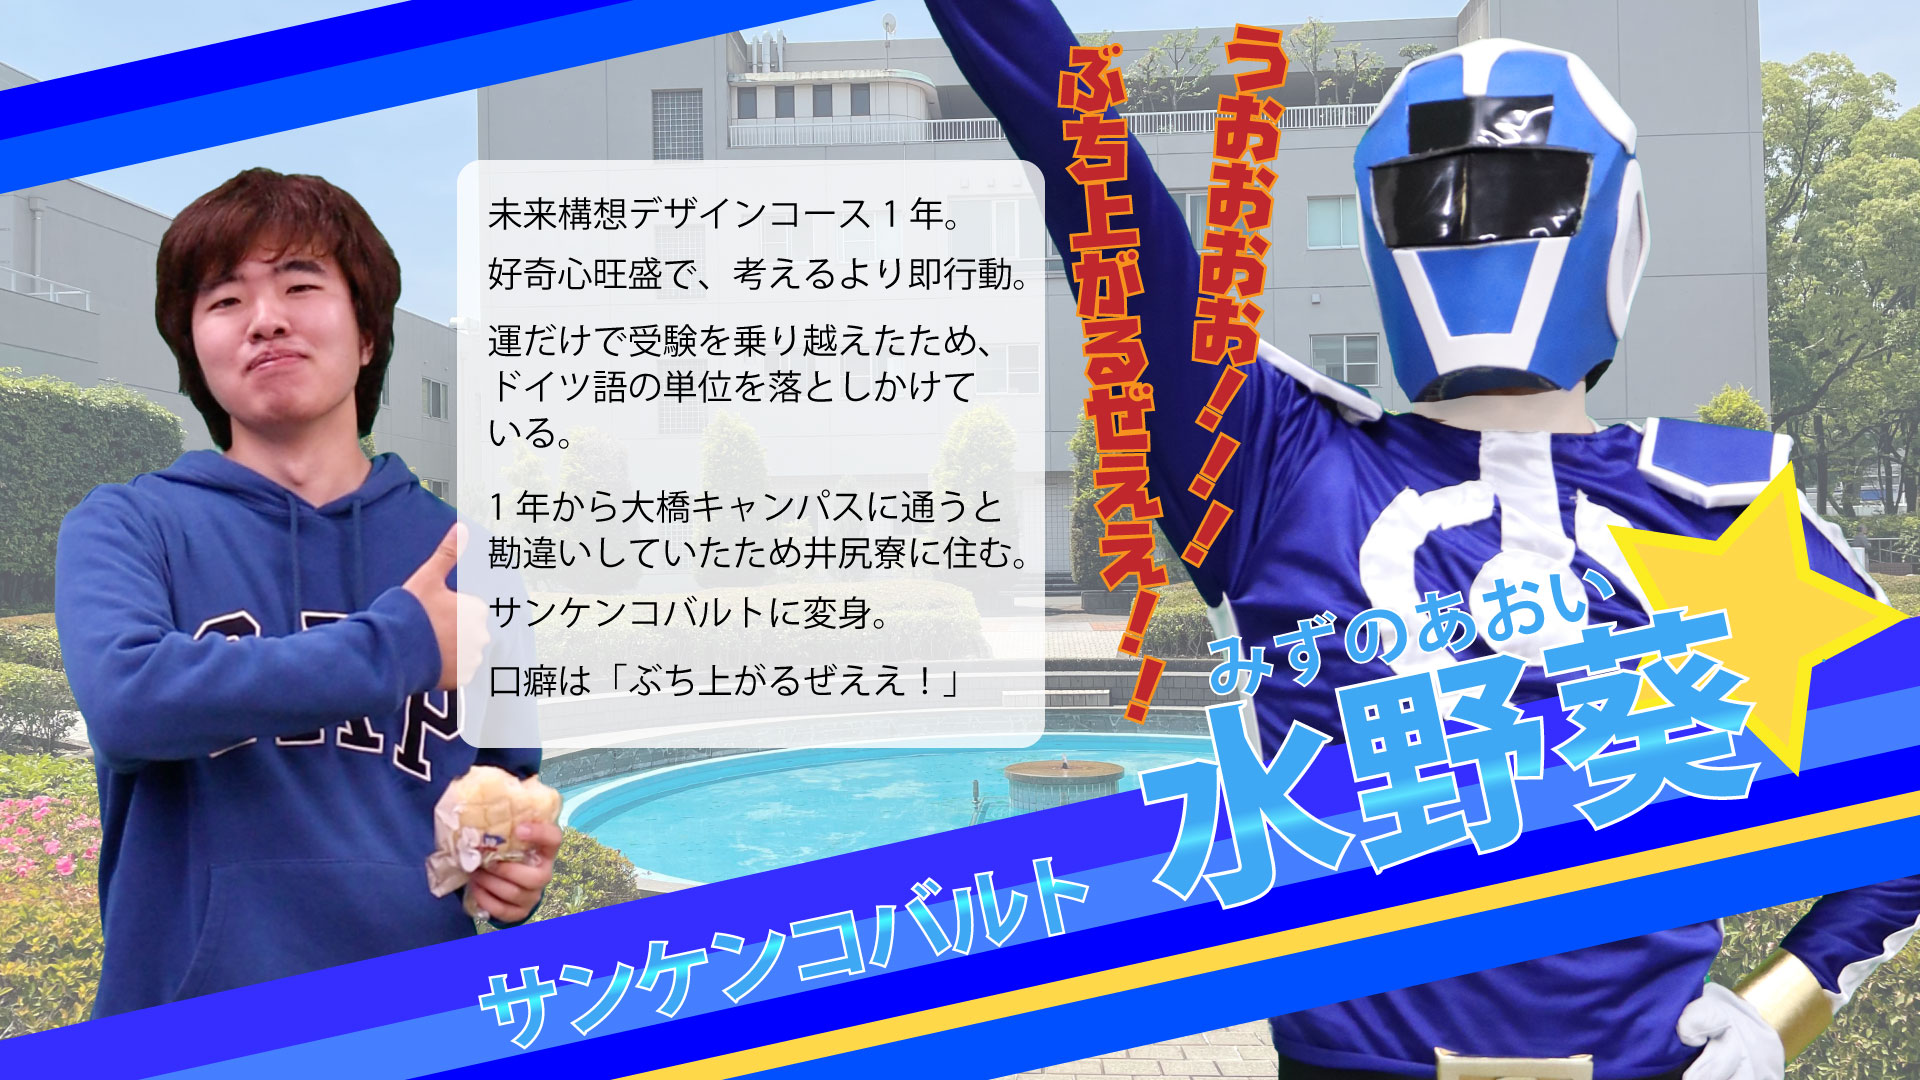 未来構想デザインコース1年。
好奇心旺盛で、考えるより即行動。
運だけで受験を乗り越えたため、
ドイツ語の単位を落としかけて
いる。
1年から大橋キャンパスに通うと
勘違いしていたため井尻寮に住む。
サンケンコバルトに変身。
口癖は「ぶち上がるぜええ！」
うおおおおお！！！！
ぶち上がるぜえええ！！
みずのあおい
サンケンコバルト 水野葵